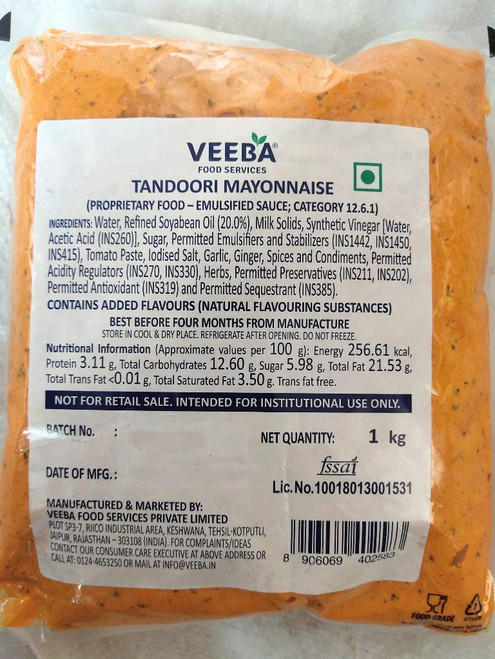 VEEBA®
FOOD SERVICES
TANDOORI MAYONNAISE
(PROPRIETARY FOOD – EMULSIFIED SAUCE; CATEGORY 12.6.1)
INGREDIENTS: Water, Refined Soyabean Oil (20.0%), Milk Solids, Synthetic Vinegar [Water,
Acetic Acid (INS260)], Sugar, Permitted Emulsifiers and Stabilizers (INS1442, INS1450,
INS415), Tomato Paste, Iodised Salt, Garlic, Ginger, Spices and Condiments, Permitted
Acidity Regulators (INS270, INS330), Herbs, Permitted Preservatives (INS211, INS202),
Permitted Antioxidant (INS319) and Permitted Sequestrant (INS385).
CONTAINS ADDED FLAVOURS (NATURAL FLAVOURING SUBSTANCES)
BEST BEFORE FOUR MONTHS FROM MANUFACTURE
STORE IN COOL & DRY PLACE. REFRIGERATE AFTER OPENING. DO NOT FREEZE.
Nutritional Information (Approximate values per 100 g): Energy 256.61 kcal,
Protein 3.11 g, Total Carbohydrates 12.60 g, Sugar 5.98 g, Total Fat 21.53 g,
Total Trans Fat <0.01 g, Total Saturated Fat 3.50 g. Trans fat free.
NOT FOR RETAIL SALE. INTENDED FOR INSTITUTIONAL USE ONLY.
BATCH No. :
NET QUANTITY: 1 kg
fssai
DATE OF MFG. :
Lic.No.10018013001531
MANUFACTURED & MARKETED BY:
VEEBA FOOD SERVICES PRIVATE LIMITED
PLOT SP3-7, RIICO INDUSTRIAL AREA, KESHWANA, TEHSIL-KOTPUTLI,
JAIPUR, RAJASTHAN – 303108 (INDIA). FOR COMPLAINTS/IDEAS
CONTACT OUR CONSUMER CARE EXECUTIVE AT ABOVE ADDRESS OR
CALL AT: 0124-4653250 OR MAIL AT INFO@VEEBA.IN
8 906069 402583
FOOD GRADE